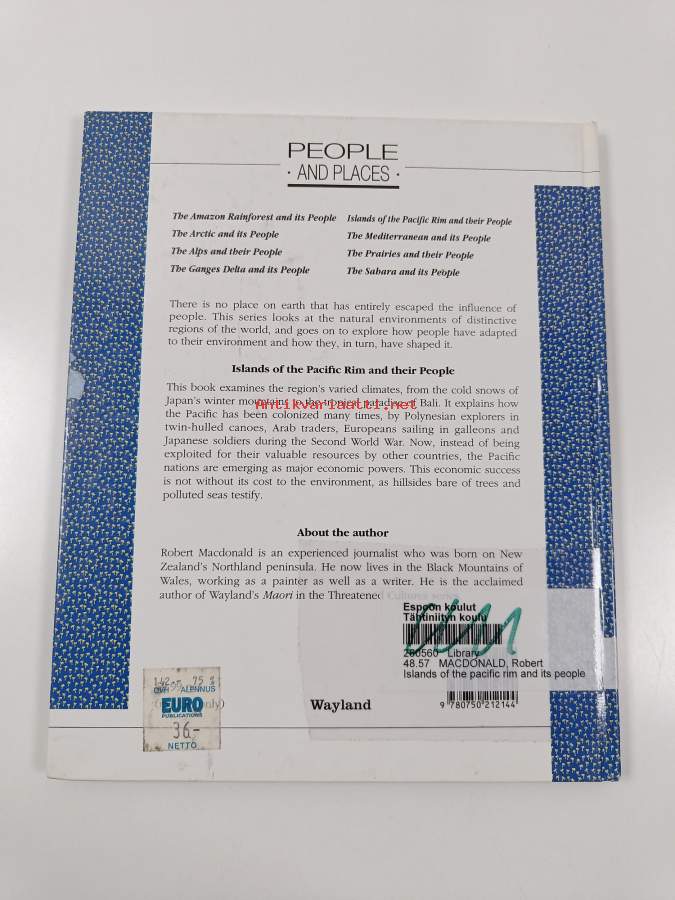 PEOPLE
· AND PLACES ·
The Amazon Rainforest and its People
The Arctic and its People
The Alps and their People
The Ganges Delta and its People
Islands of the Pacific Rim and their People
The Mediterranean and its People
The Prairies and their People
The Sahara and its People
There is no place on earth that has entirely escaped the influence of
people. This series looks at the natural environments of distinctive
regions of the world, and goes on to explore how people have adapted
to their environment and how they, in turn, have shaped it.
Islands of the Pacific Rim and their People
This book examines the region's varied climates, from the cold snows of
Japan's winter mountains to the tropical paradise of Bali. It explains how
Antikvariaatti.net
the Pacific has been colonized many times, by Polynesian explorers in
twin-hulled canoes, Arab traders, Europeans sailing in galleons and
Japanese soldiers during the Second World War. Now, instead of being
exploited for their valuable resources by other countries, the Pacific
nations are emerging as major economic powers. This economic success
is not without its cost to the environment, as hillsides bare of trees and
polluted seas testify.
About the author
Robert Macdonald is an experienced journalist who was born on New
Zealand's Northland peninsula. He now lives in the Black Mountains of
Wales, working as a painter as well as a writer. He is the acclaimed
author of Wayland's Maori in the Threatened Cultures series.
Espoon koulut
Tähtiniityn koulu
200560 Library
48.57 MACDONALD, Robert
Islands of the pacific rim and its people
ALENNUS
EURO
PUBLICATIONS
36.-
NETTO
only)
Wayland
9 780750 212144